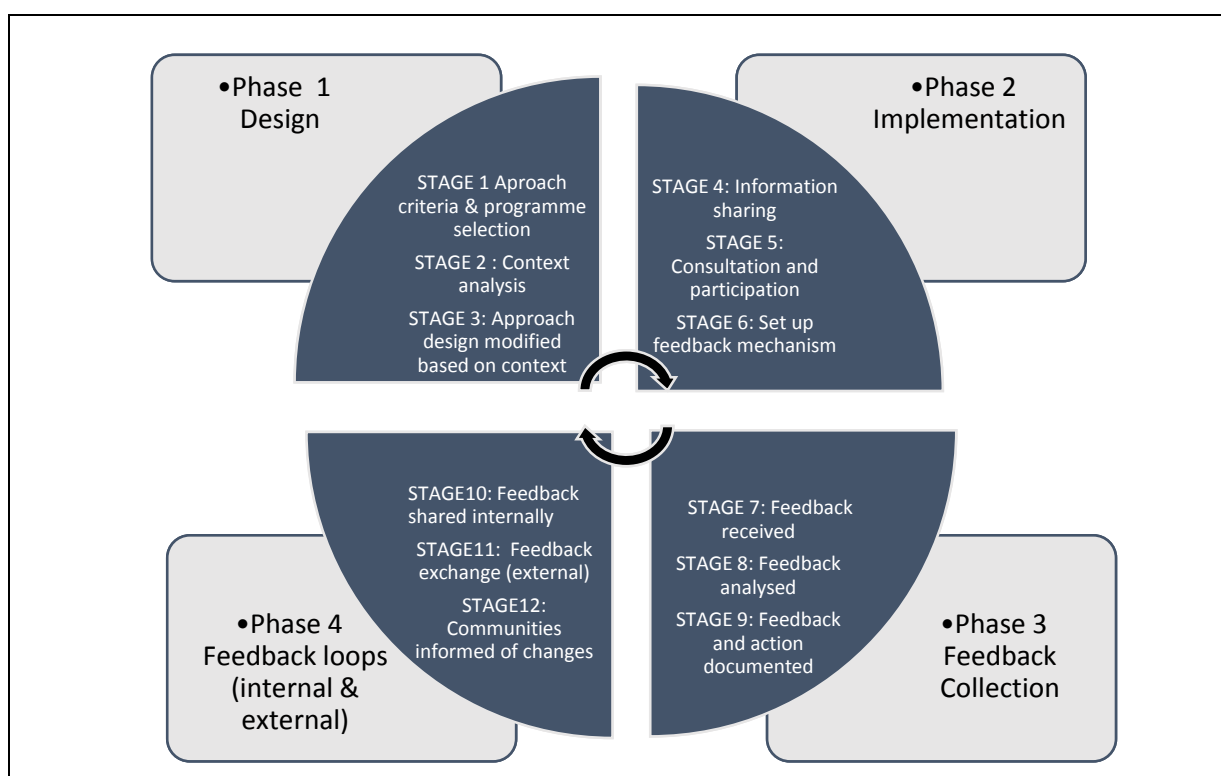 •Phase 1
Design
STAGE 1 Aproach
criteria & programme
selection
STAGE 2 : Context
analysis
STAGE 3: Approach
design modified
based on context
•Phase 2
Implementation
STAGE 4: Information
sharing
STAGE 5:
Consultation and
participation
STAGE 6: Set up
feedback mechanism
•Phase 3
Feedback
Collection
STAGE 7: Feedback
received
STAGE 8: Feedback
analysed
STAGE 9: Feedback
and action
documented
•Phase 4
Feedback loops
(internal &
external)
STAGE10: Feedback
shared internally
STAGE11: Feedback
exchange (external)
STAGE12:
Communities
informed of changes